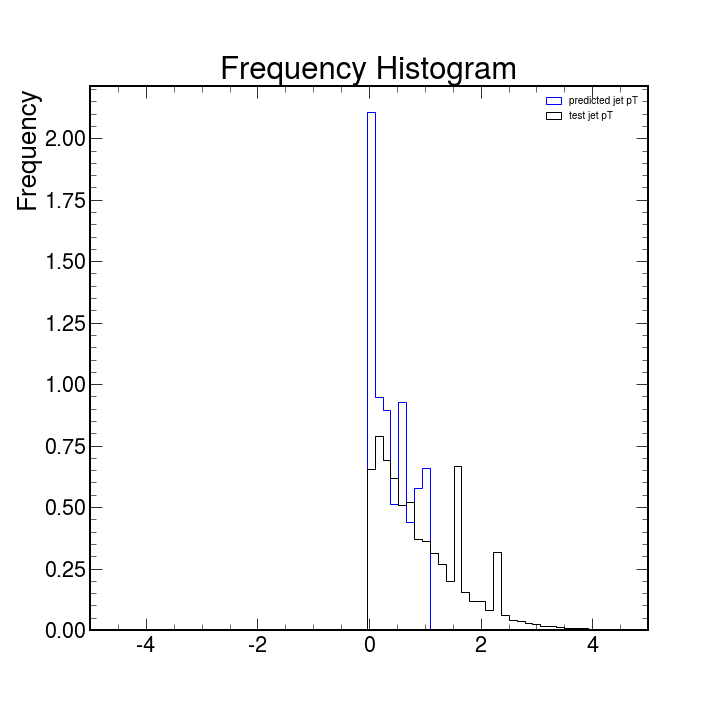 Frequency Histogram
Frequency
predicted jet pT
test jet pT
2.00
1.75
1.50
1.25
1.00
0.75
0.50
0.25
0.00
-4 -2 0 2 4